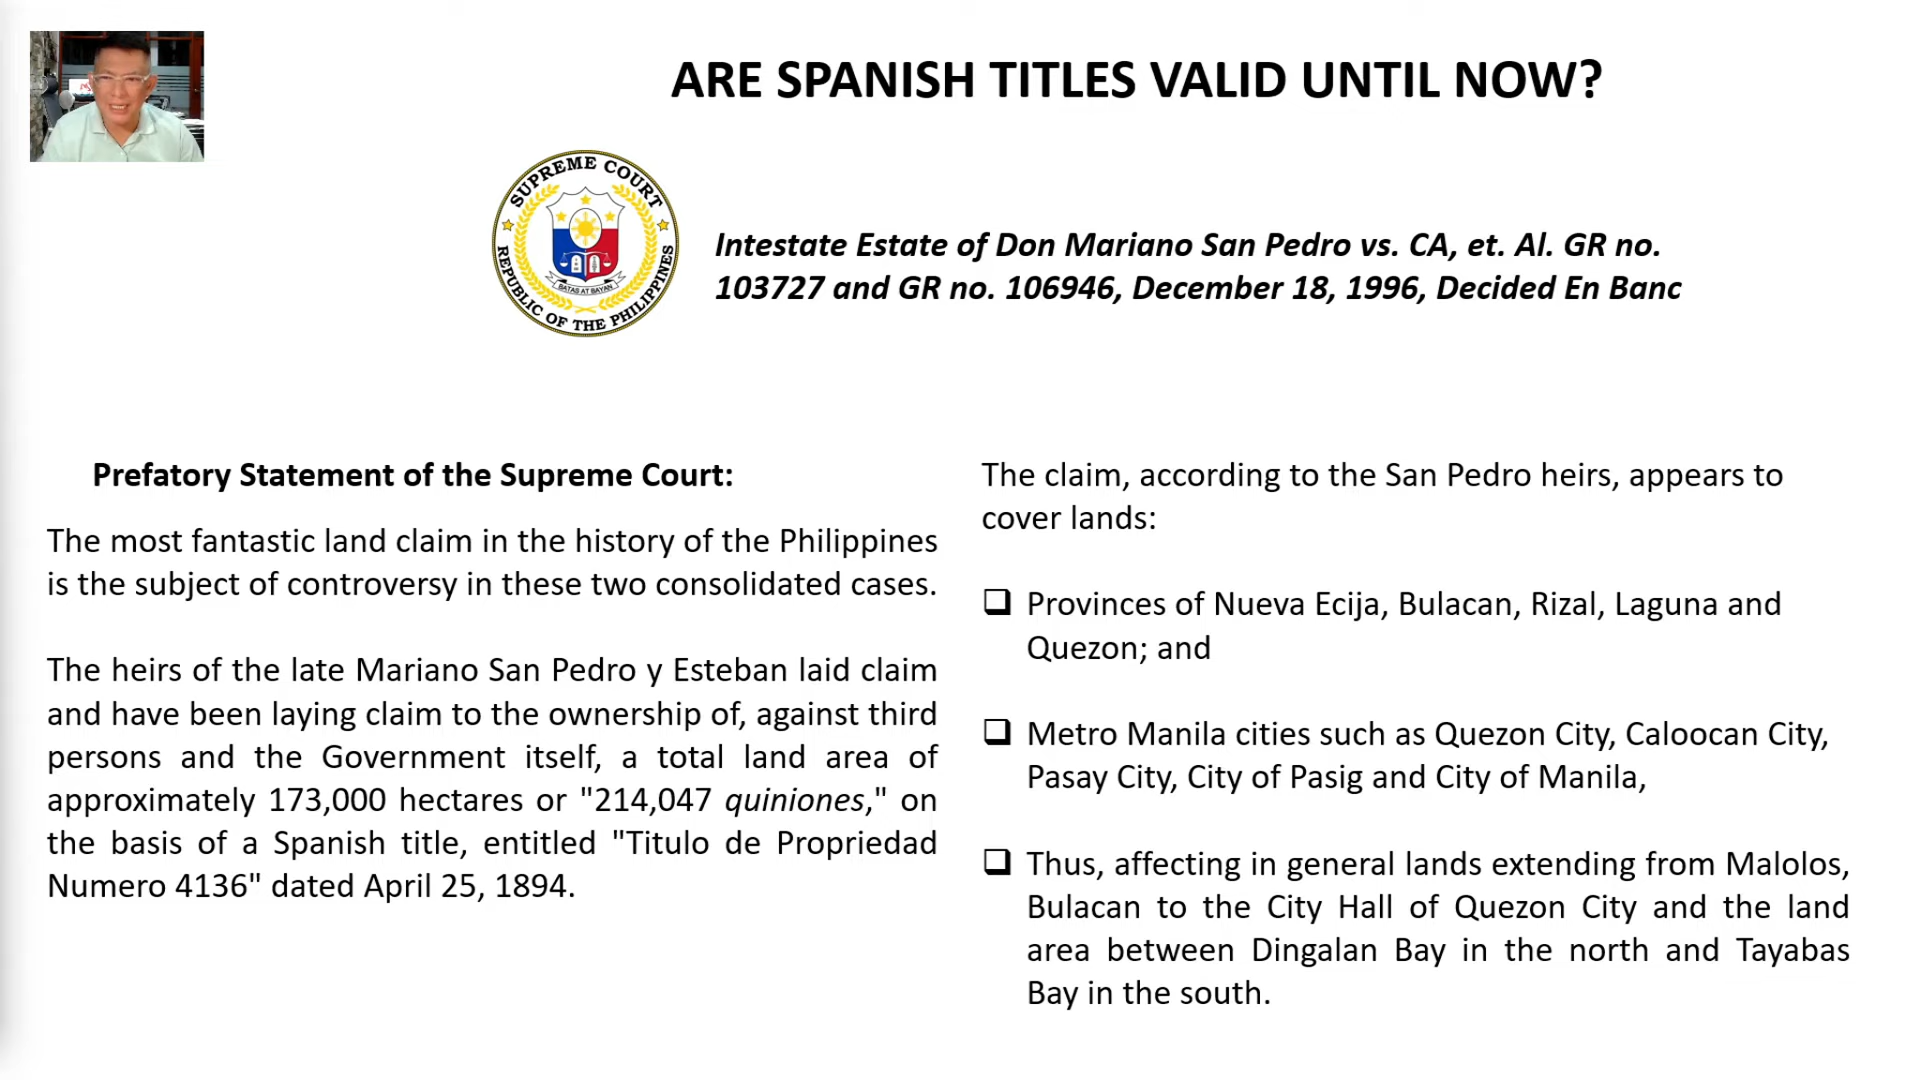 ARE SPANISH TITLES VALID UNTIL NOW?
SUPREME COURT
REPUBLIC OF THE PHILIPPINES
BATAS AT BAYAN
Intestate Estate of Don Mariano San Pedro vs. CA, et. Al. GR no.
103727 and GR no. 106946, December 18, 1996, Decided En Banc
Prefatory Statement of the Supreme Court:
The most fantastic land claim in the history of the Philippines
is the subject of controversy in these two consolidated cases.
The heirs of the late Mariano San Pedro y Esteban laid claim
and have been laying claim to the ownership of, against third
persons and the Government itself, a total land area of
approximately 173,000 hectares or "214,047 quiniones," on
the basis of a Spanish title, entitled "Titulo de Propriedad
Numero 4136" dated April 25, 1894.
The claim, according to the San Pedro heirs, appears to
cover lands:
Provinces of Nueva Ecija, Bulacan, Rizal, Laguna and
Quezon; and
Metro Manila cities such as Quezon City, Caloocan City,
Pasay City, City of Pasig and City of Manila,
Thus, affecting in general lands extending from Malolos,
Bulacan to the City Hall of Quezon City and the land
area between Dingalan Bay in the north and Tayabas
Bay in the south.